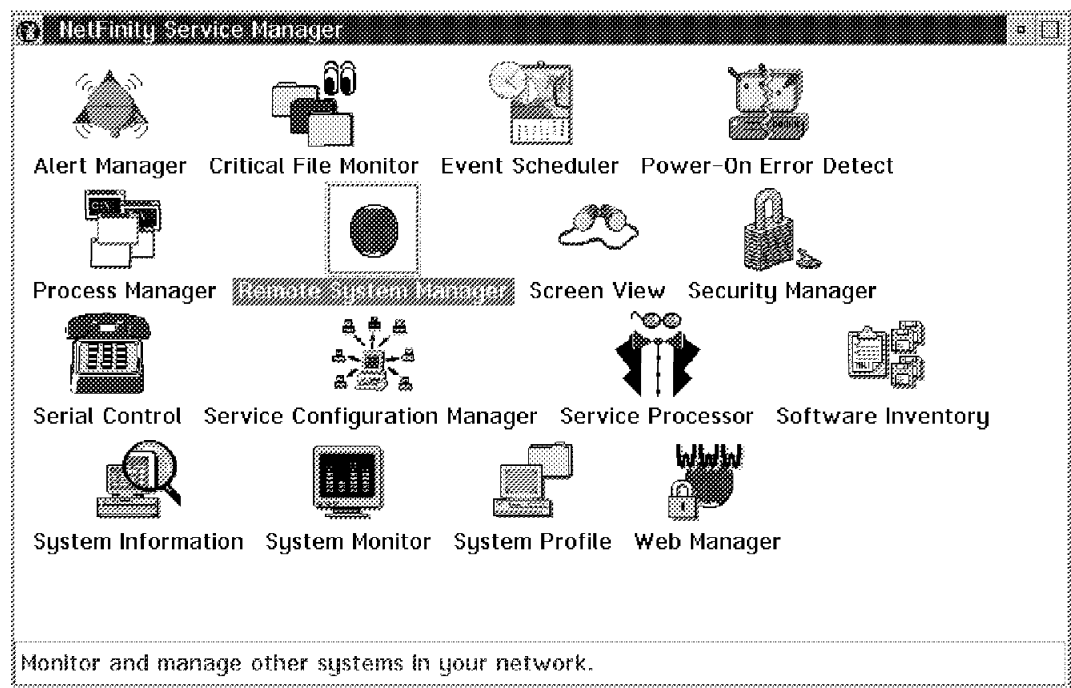 NetFinity Service Manager
Alert Manager Critical File Monitor Event Scheduler Power-On Error Detect
Process Manager Remote System Manager Screen View Security Manager
Serial Control Service Configuration Manager Service Processor Software Inventory
WWW
System Information System Monitor System Profile Web Manager
Monitor and manage other systems in your network.